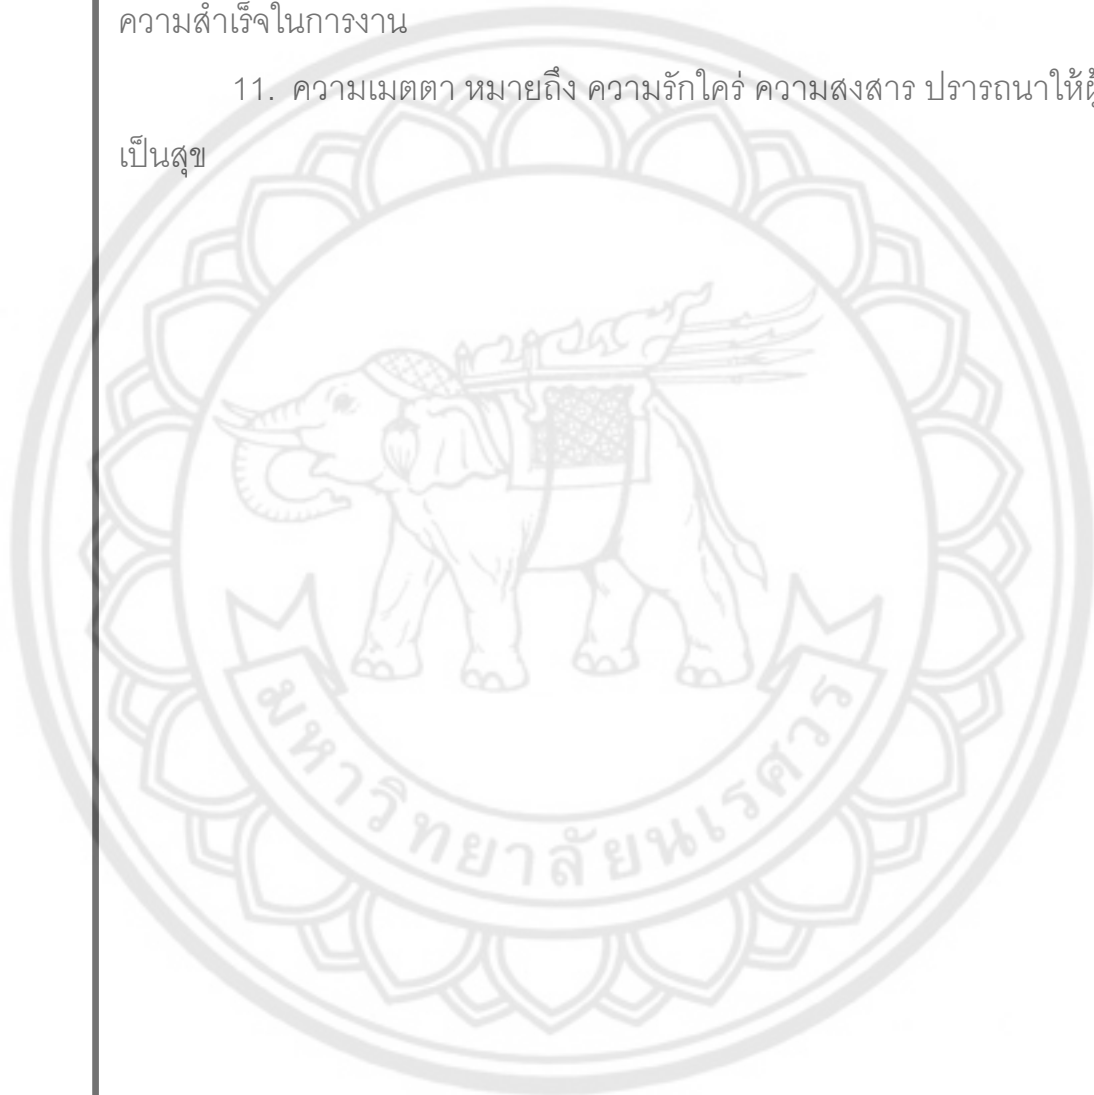 ความสำเร็จในการงาน
11. ความเมตตา หมายถึง ความรักใคร่ ความสงสาร ปรารถนาให้
เป็นสุข
มหาวิทยาลัยนเรศวร